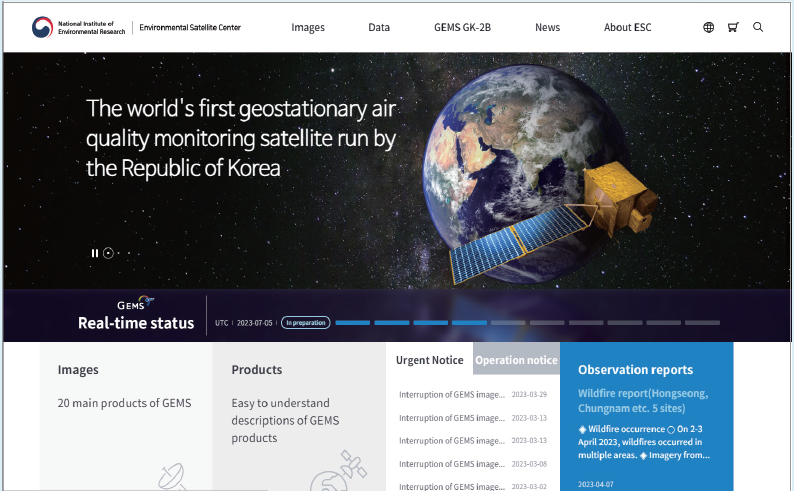 National Institute of
Environmental Research
Environmental Satellite Center
Images
Data
GEMS GK-2B
News
About ESC
The world's first geostationary air
quality monitoring satellite run by
the Republic of Korea
GEMS
Real-time status
UTC | 2023-07-05 | In preparation
Images
20 main products of GEMS
Products
Easy to understand
descriptions of GEMS
products
Urgent Notice
Operation notice
Interruption of GEMS image... 2023-03-29
Interruption of GEMS image... 2023-03-13
Interruption of GEMS image... 2023-03-13
Interruption of GEMS image... 2023-03-08
Interruption of GEMS image... 2023-03-02
Observation reports
Wildfire report(Hongseong,
Chungnam etc. 5 sites)
◈ Wildfire occurrence ○ On 2-3
April 2023, wildfires occurred in
multiple areas. ◈ Imagery from...
2023-04-07